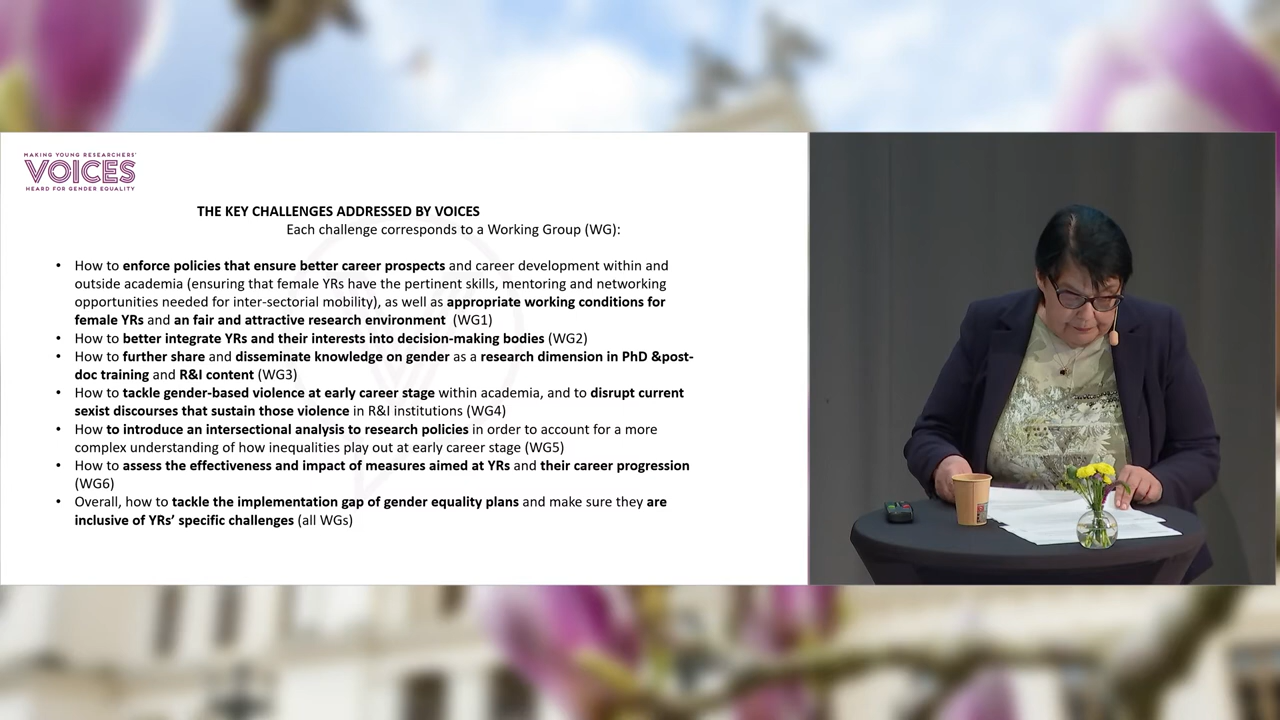 MAKING YOUNG RESEARCHERS'
VOICES
HEARD FOR GENDER EQUALITY
THE KEY CHALLENGES ADDRESSED BY VOICES
Each challenge corresponds to a Working Group (WG):
• How to enforce policies that ensure better career prospects and career development within and
outside academia (ensuring that female YRs have the pertinent skills, mentoring and networking
opportunities needed for inter-sectorial mobility), as well as appropriate working conditions for
female YRs and an fair and attractive research environment (WG1)
• How to better integrate YRs and their interests into decision-making bodies (WG2)
• How to further share and disseminate knowledge on gender as a research dimension in PhD &post-
doc training and R&I content (WG3)
• How to tackle gender-based violence at early career stage within academia, and to disrupt current
sexist discourses that sustain those violence in R&I institutions (WG4)
• How to introduce an intersectional analysis to research policies in order to account for a more
complex understanding of how inequalities play out at early career stage (WG5)
• How to assess the effectiveness and impact of measures aimed at YRs and their career progression
(WG6)
• Overall, how to tackle the implementation gap of gender equality plans and make sure they are
inclusive of YRs' specific challenges (all WGs)